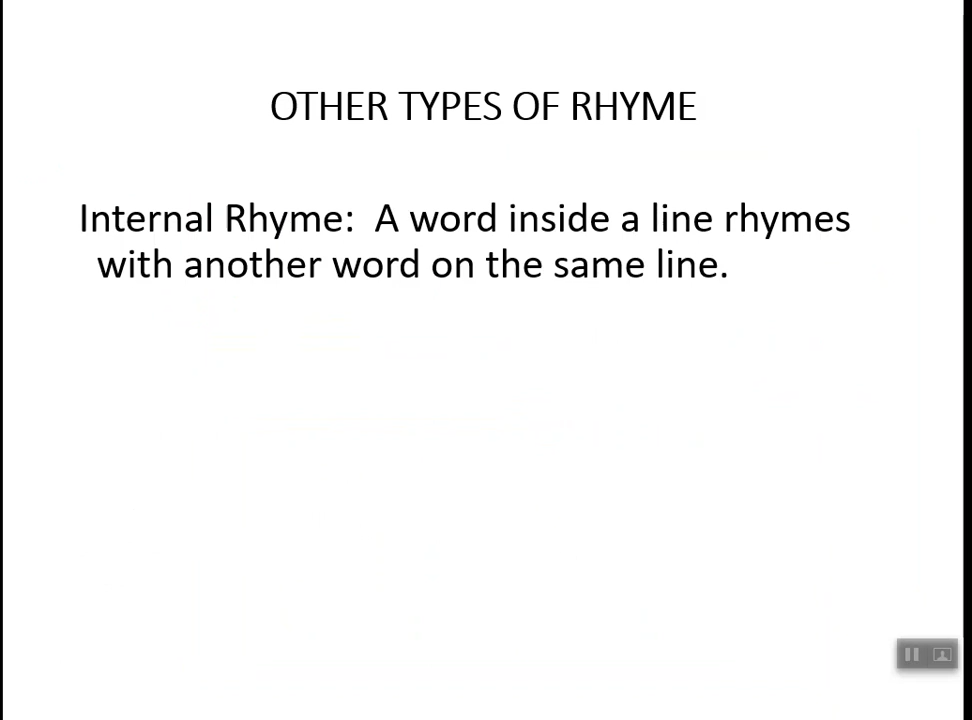 OTHER TYPES OF RHYME
Internal Rhyme:  A word inside a line rhymes
with another word on the same line.